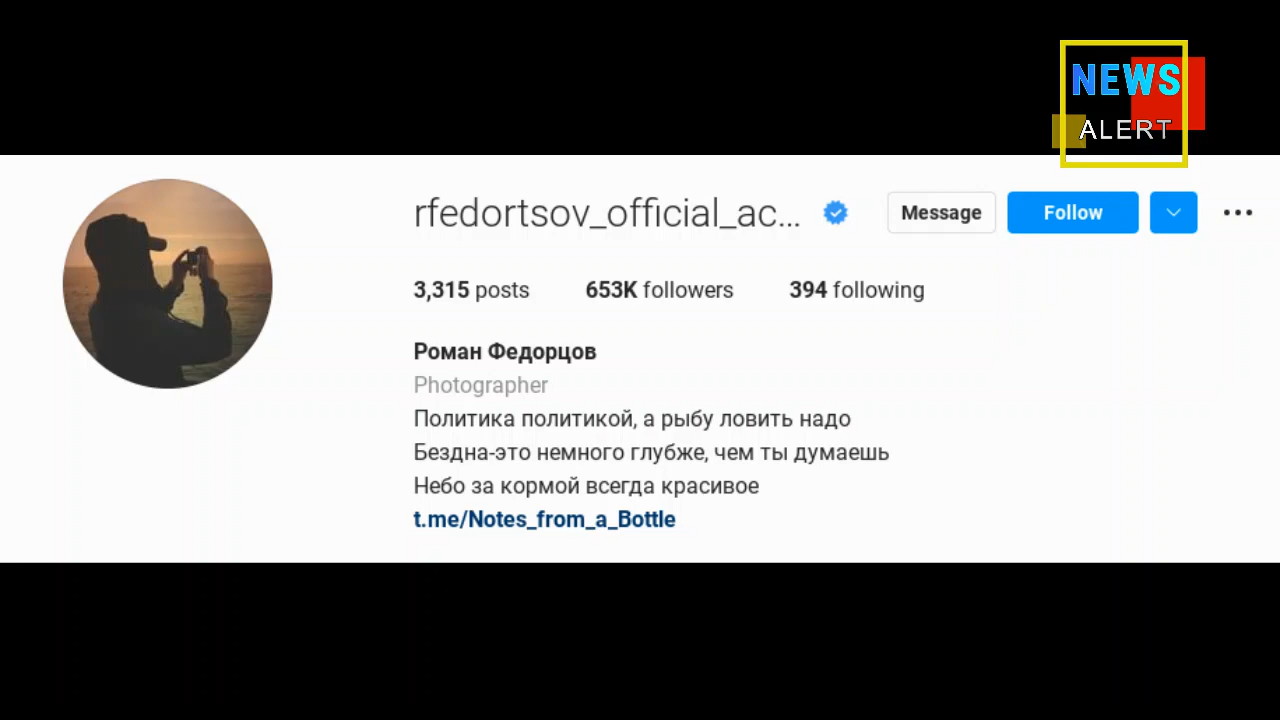 NEWS
ALERT
rfedortsov_official_ac...
Message
Follow
3,315 posts 653K followers 394 following
Роман Федорцов
Photographer
Политика политикой, а рыбу ловить надо
Бездна-это немного глубже, чем ты думаешь
Небо за кормой всегда красивое
t.me/Notes_from_a_Bottle